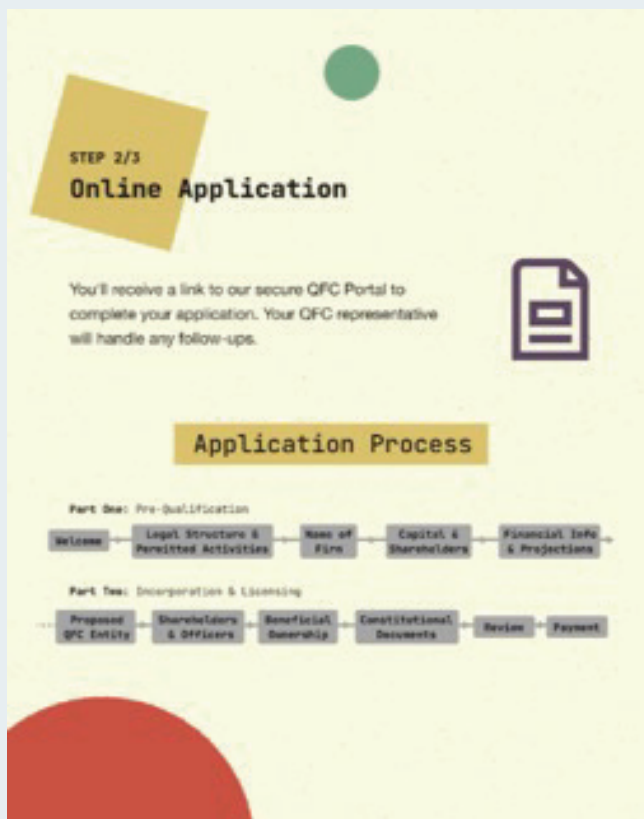 STEP 2/3
Online Application
You'll receive a link to our secure QFC Portal to
complete your application. Your QFC representative
will handle any follow-ups.
Application Process
Part One: Pre-Qualification
Welcome
Legal Structure &
Permitted Activities
Name of
Firm
Capital &
Shareholders
Financial Info
& Projections
Part Two: Incorporation & Licensing
Proposed
QFC Entity
Shareholders
& Officers
Beneficial
Ownership
Constitutional
Documents
Review
Payment